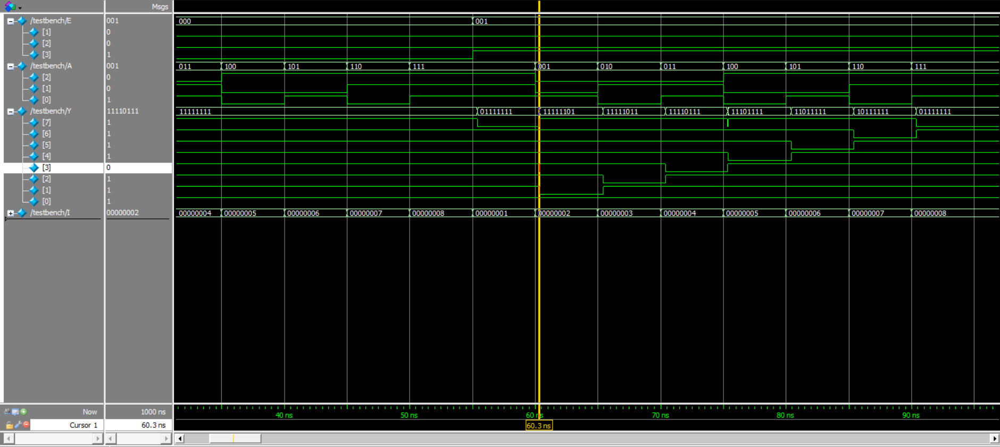 Msgs
/testbench/E 001 000 001
[1] 0
[2] 0
[3] 1
/testbench/A 001 011 100 101 110 111 001 010 011 100 101 110 111
[2] 0
[1] 0
[0] 1
/testbench/Y 11110111 11111111 01111111 11111101 11111011 11110111 11101111 11011111 10111111 01111111
[7] 1
[6] 1
[5] 1
[4] 1
[3] 0
[2] 1
[1] 1
[0] 1
/testbench/I 00000002 00000004 00000005 00000006 00000007 00000008 00000001 00000002 00000003 00000004 00000005 00000006 00000007 00000008
Now 1000 ns 40 ns 50 ns 60 ns 70 ns 80 ns 90 ns
Cursor 1 60.3 ns 60.3 ns